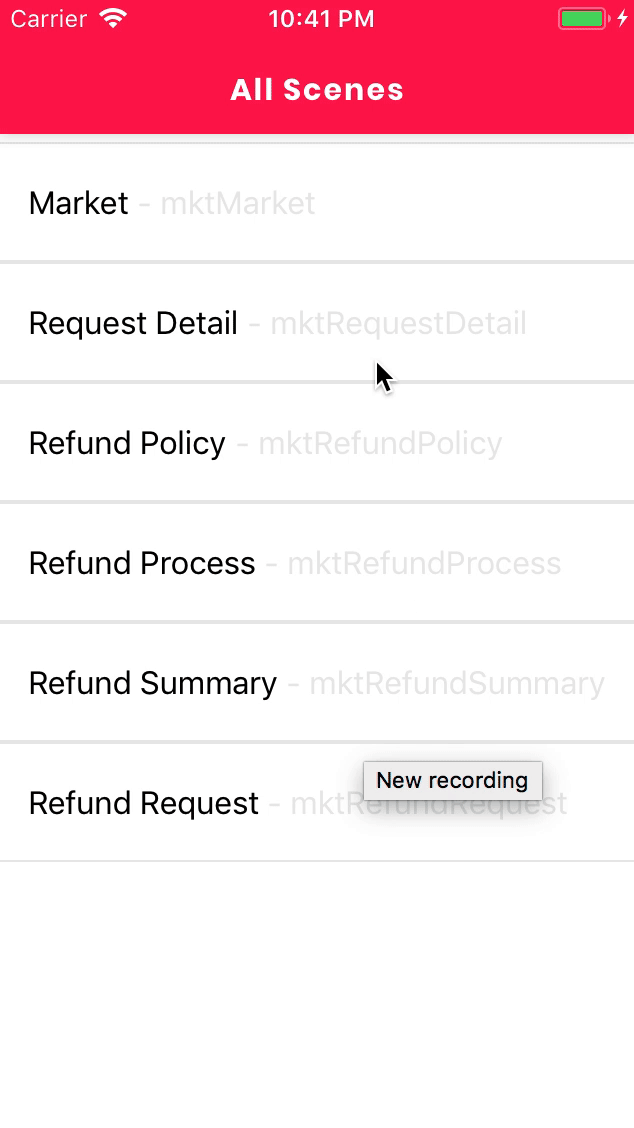 Carrier 10:41 PM
All Scenes
Market - mktMarket
Request Detail - mktRequestDetail
Refund Policy - mktRefundPolicy
Refund Process - mktRefundProcess
Refund Summary - mktRefundSummary
New recording
Refund Request - mktRefundRequest